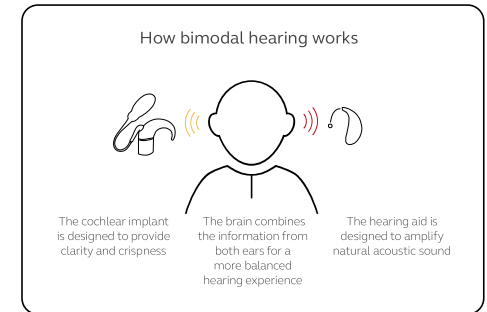 How bimodal hearing works
The cochlear implant
is designed to provide
clarity and crispness
The brain combines
the information from
both ears for a
more balanced
hearing experience
The hearing aid is
designed to amplify
natural acoustic sound